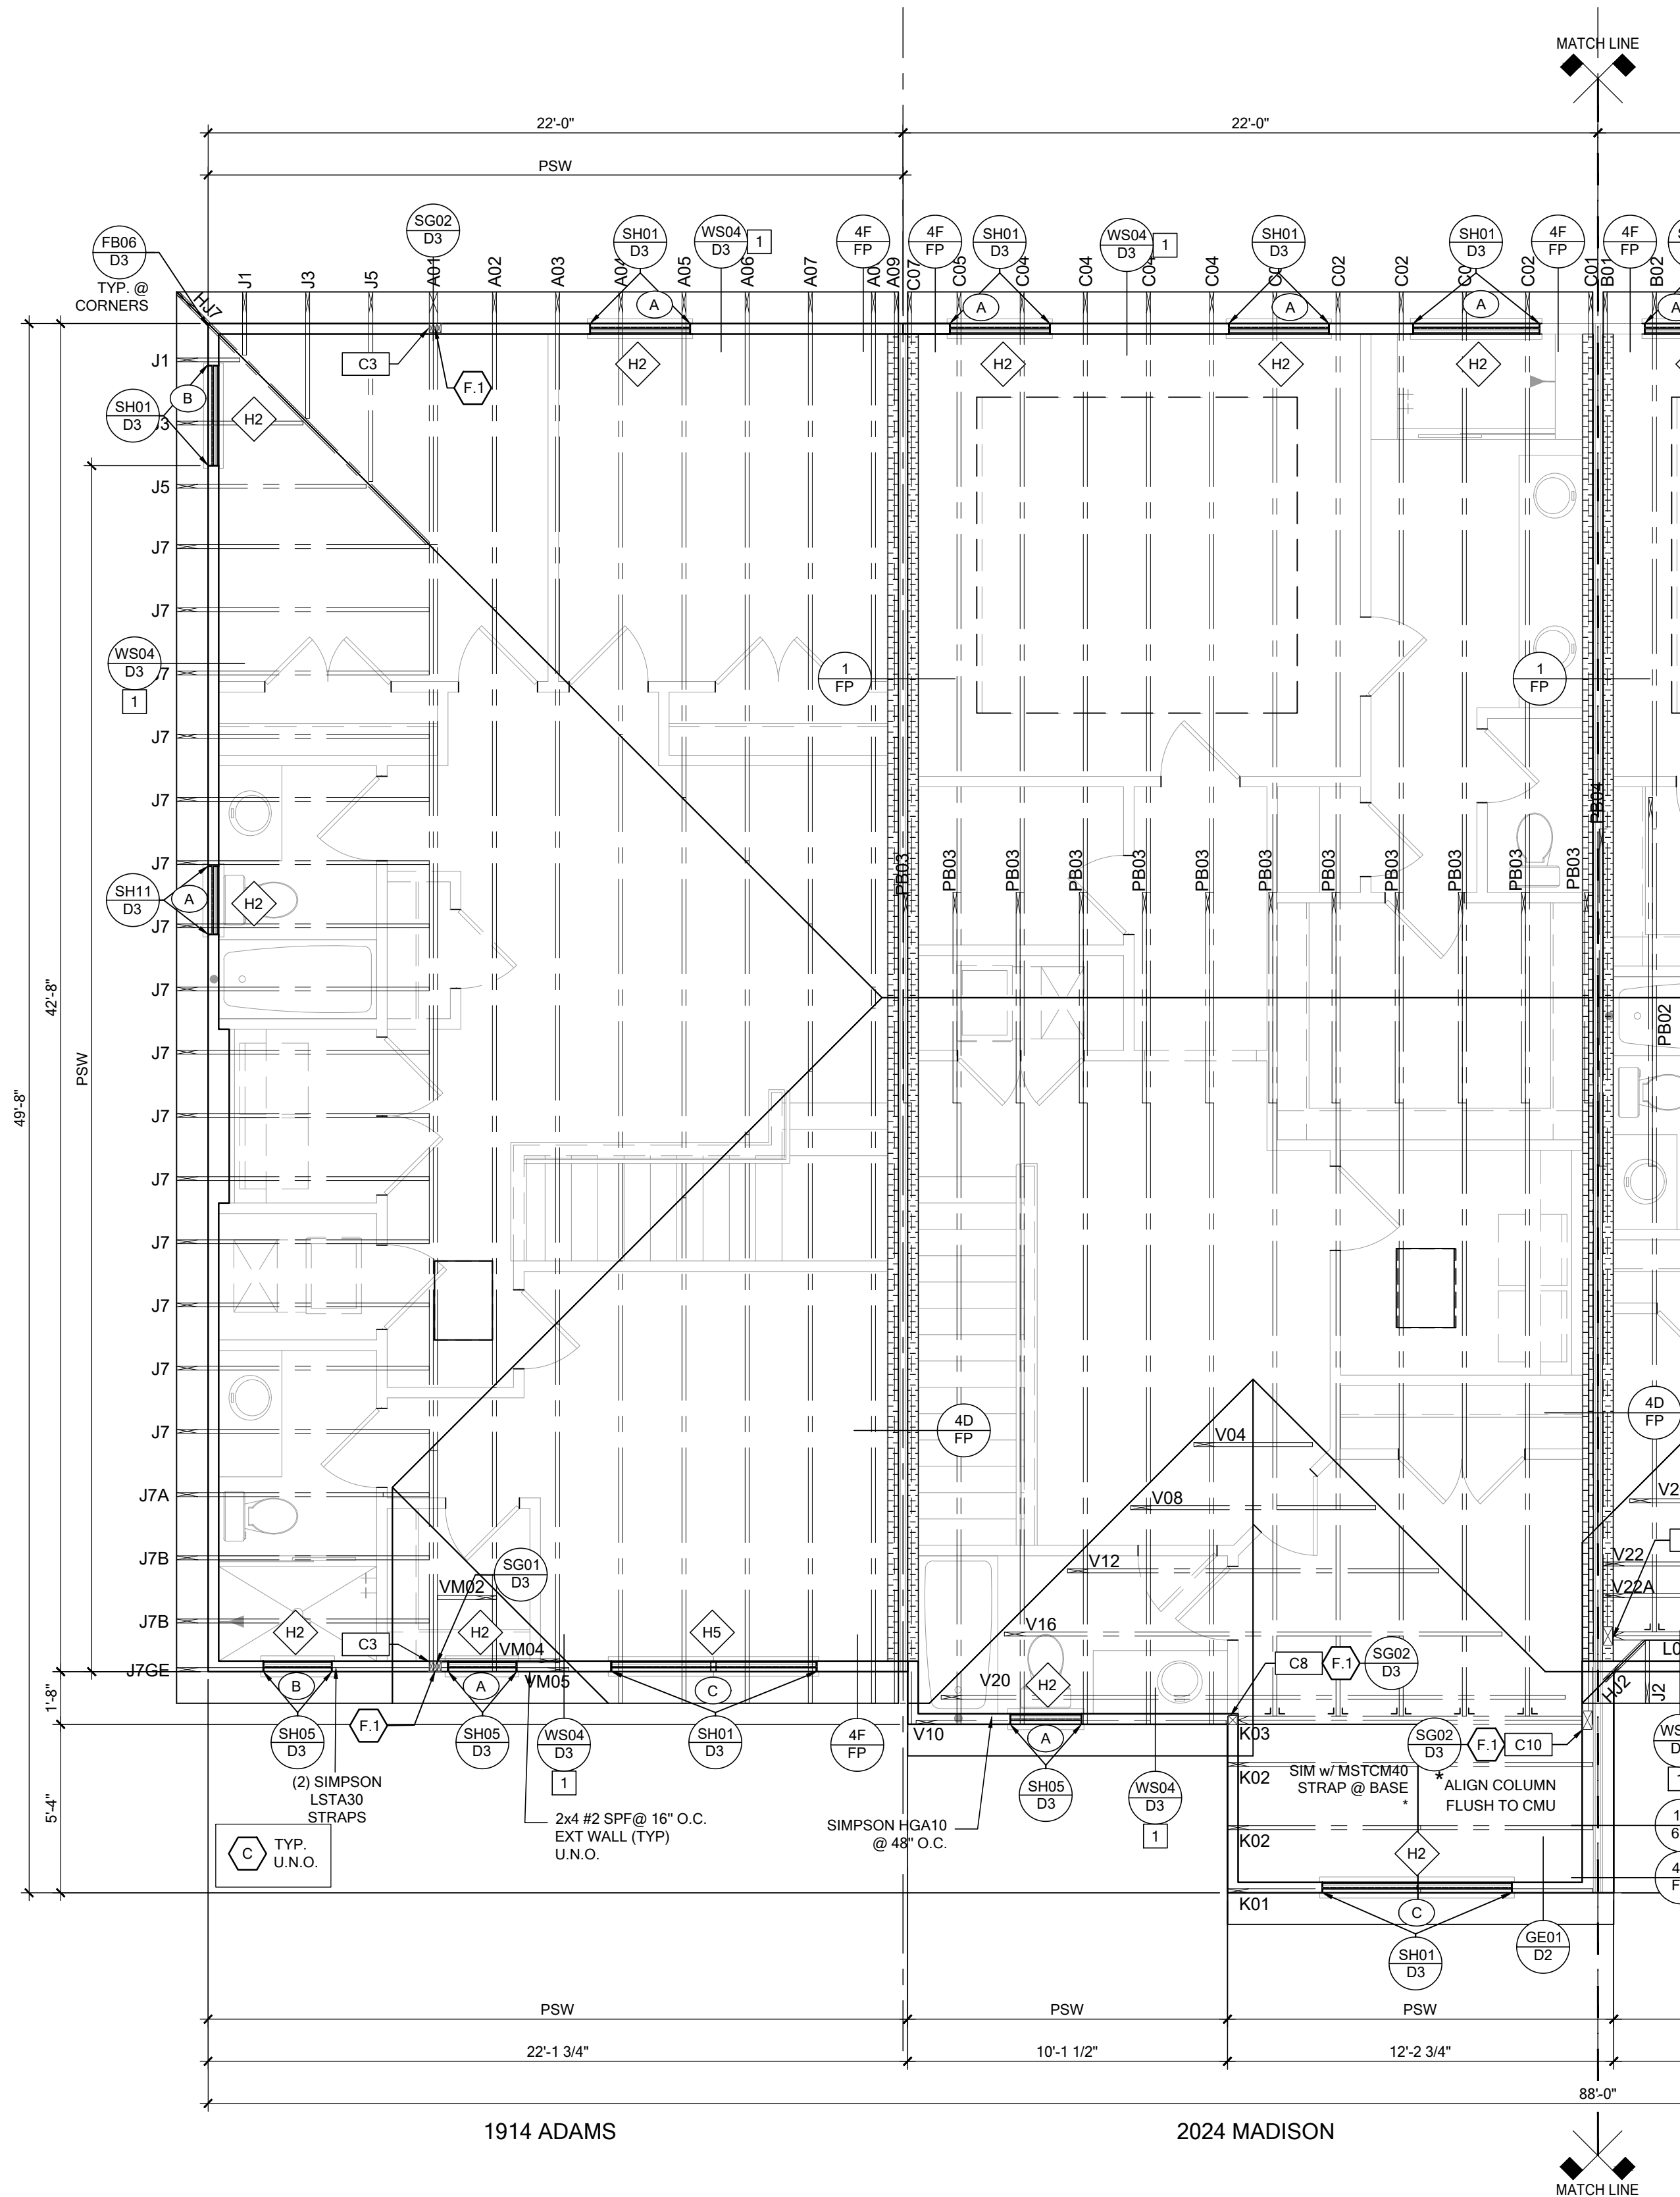 MATCH LINE
22'-0"
22'-0"
PSW
FB06
D3
TYP. @
CORNERS
SG02
D3
SH01
D3
WS04
D3
1
4F
FP
4F
FP
SH01
D3
WS04
D3
1
SH01
D3
SH01
D3
4F
FP
4F
FP
HJ7
J1
J3
J5
A01
A02
A03
A05
A06
A07
A09
C07
C05
C04
C04
C04
C02
C02
C02
C01
B01
B02
A
A
A
A
J1
C3
F.1
H2
H2
H2
H2
B
SH01
D3
H2
J5
J7
J7
WS04
D3
1
1
FP
1
FP
J7
J7
J7
PB04
PB03
PB03
PB03
PB03
PB03
PB03
PB03
PB03
PB03
PB03
PB03
PB03
SH11
D3
A
H2
J7
J7
PB02
42'-8"
PSW
49'-8"
J7
J7
J7
J7
J7
J7
J7
4D
FP
4D
FP
V04
V08
V12
V16
V20
J7A
J7B
J7B
J7GE
SG01
D3
VM02
VM04
VM05
V22
V22A
H2
C3
H2
H5
H2
C8
F.1
SG02
D3
HJ2
J2
1'-8"
B
A
C
SH05
D3
F.1
SH05
D3
WS04
D3
1
SH01
D3
4F
FP
V10
A
K03
SG02
D3
F.1
C10
(2) SIMPSON
LSTA30
STRAPS
SIM w/ MSTCM40
STRAP @ BASE
*
*
ALIGN COLUMN
FLUSH TO CMU
K02
SH05
D3
WS04
D3
1
5'-4"
C
TYP.
U.N.O.
2x4 #2 SPF@ 16" O.C.
EXT WALL (TYP)
U.N.O.
SIMPSON HGA10
@ 48" O.C.
K02
H2
K01
C
SH01
D3
GE01
D2
PSW
PSW
PSW
22'-1 3/4"
10'-1 1/2"
12'-2 3/4"
88'-0"
1914 ADAMS
2024 MADISON
MATCH LINE